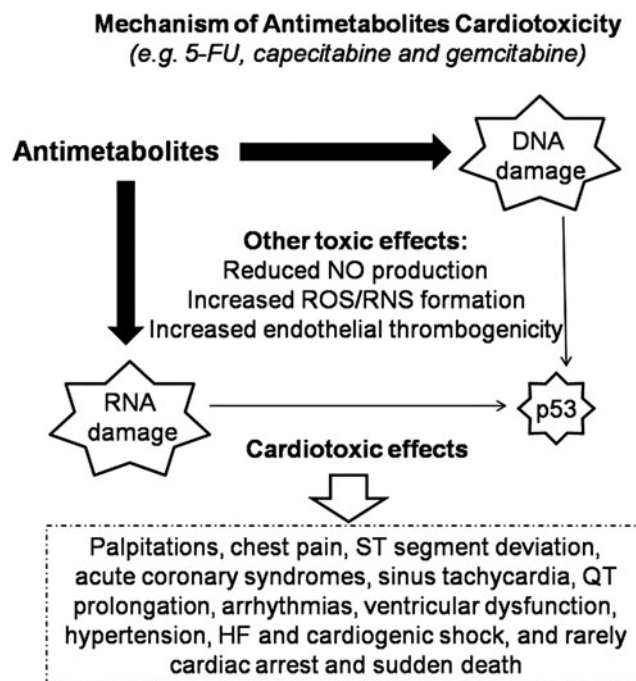 Mechanism of Antimetabolites Cardiotoxicity
(e.g. 5-FU, capecitabine and gemcitabine)
Antimetabolites
DNA
damage
Other toxic effects:
Reduced NO production
Increased ROS/RNS formation
Increased endothelial thrombogenicity
RNA
damage
p53
Cardiotoxic effects
Palpitations, chest pain, ST segment deviation,
acute coronary syndromes, sinus tachycardia, QT
prolongation, arrhythmias, ventricular dysfunction,
hypertension, HF and cardiogenic shock, and rarely
cardiac arrest and sudden death